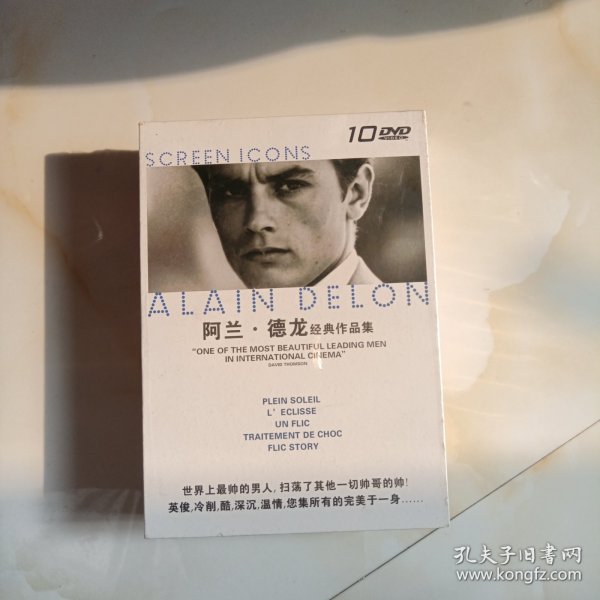 10 DVD
VIDEO
SCREEN ICONS
ALAIN DELON
阿兰·德龙经典作品集
"ONE OF THE MOST BEAUTIFUL LEADING MEN
IN INTERNATIONAL CINEMA"
DAVID THOMSON
PLEIN SOLEIL
L' ECLISSE
UN FLIC
TRAITEMENT DE CHOC
FLIC STORY
世界上最帅的男人,扫荡了其他一切帅哥的帅!
英俊,冷削,酷,深沉,温情,您集所有的完美于一身……
孔夫子旧书网
www.kongfz.com